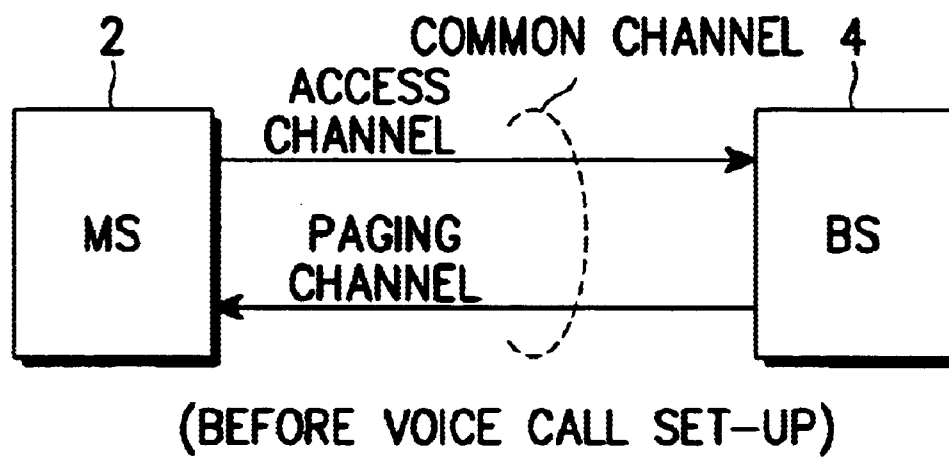 2
COMMON CHANNEL 4
ACCESS
CHANNEL
MS
BS
PAGING
CHANNEL
(BEFORE VOICE CALL SET-UP)